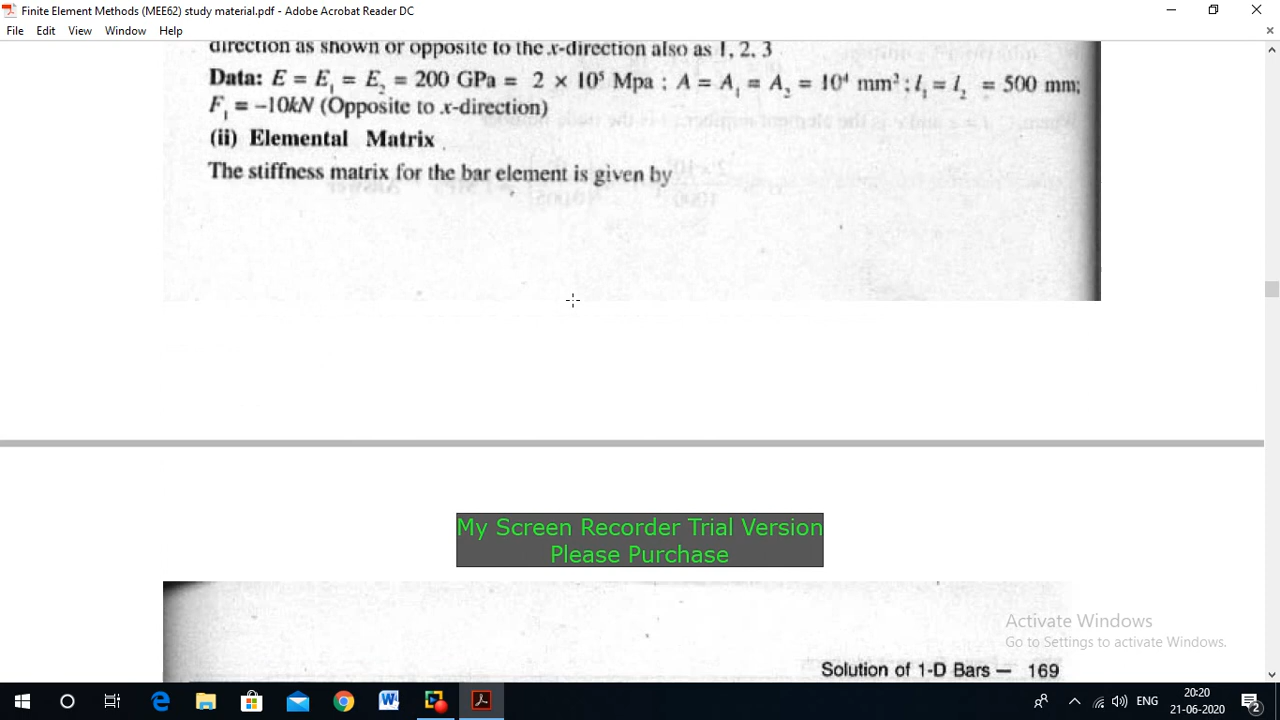 Finite Element Methods (MEE62) study material.pdf - Adobe Acrobat Reader DC
File Edit View Window Help
direction as shown or opposite to the x-direction also as 1, 2, 3
Data: E = E₁ = E₂ = 200 GPa = 2 × 10⁵ Mpa ; A = A₁ = A₂ = 10⁴ mm² ; l₁ = l₂ = 500 mm;
F₁ = –10kN (Opposite to x-direction)
(ii) Elemental Matrix
The stiffness matrix for the bar element is given by
My Screen Recorder Trial Version
Please Purchase
Activate Windows
Go to Settings to activate Windows.
Solution of 1-D Bars — 169
ENG
20:20
21-06-2020
2